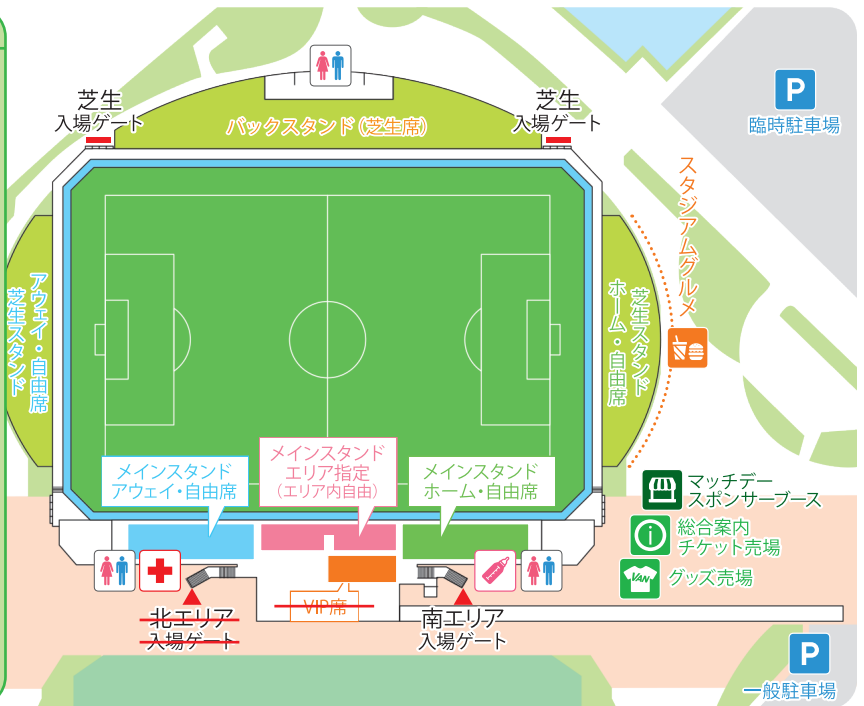 芝生
入場ゲート
バックスタンド（芝生席）
芝生
入場ゲート
P
臨時駐車場
スタジアムグルメ
アウェイ・自由席
芝生スタンド
芝生スタンド
ホーム・自由席
メインスタンド
アウェイ・自由席
メインスタンド
エリア指定
（エリア内自由）
メインスタンド
ホーム・自由席
マッチデー
スポンサーブース
i
総合案内
チケット売場
VAN
グッズ売場
北エリア
入場ゲート
VIP席
南エリア
入場ゲート
P
一般駐車場